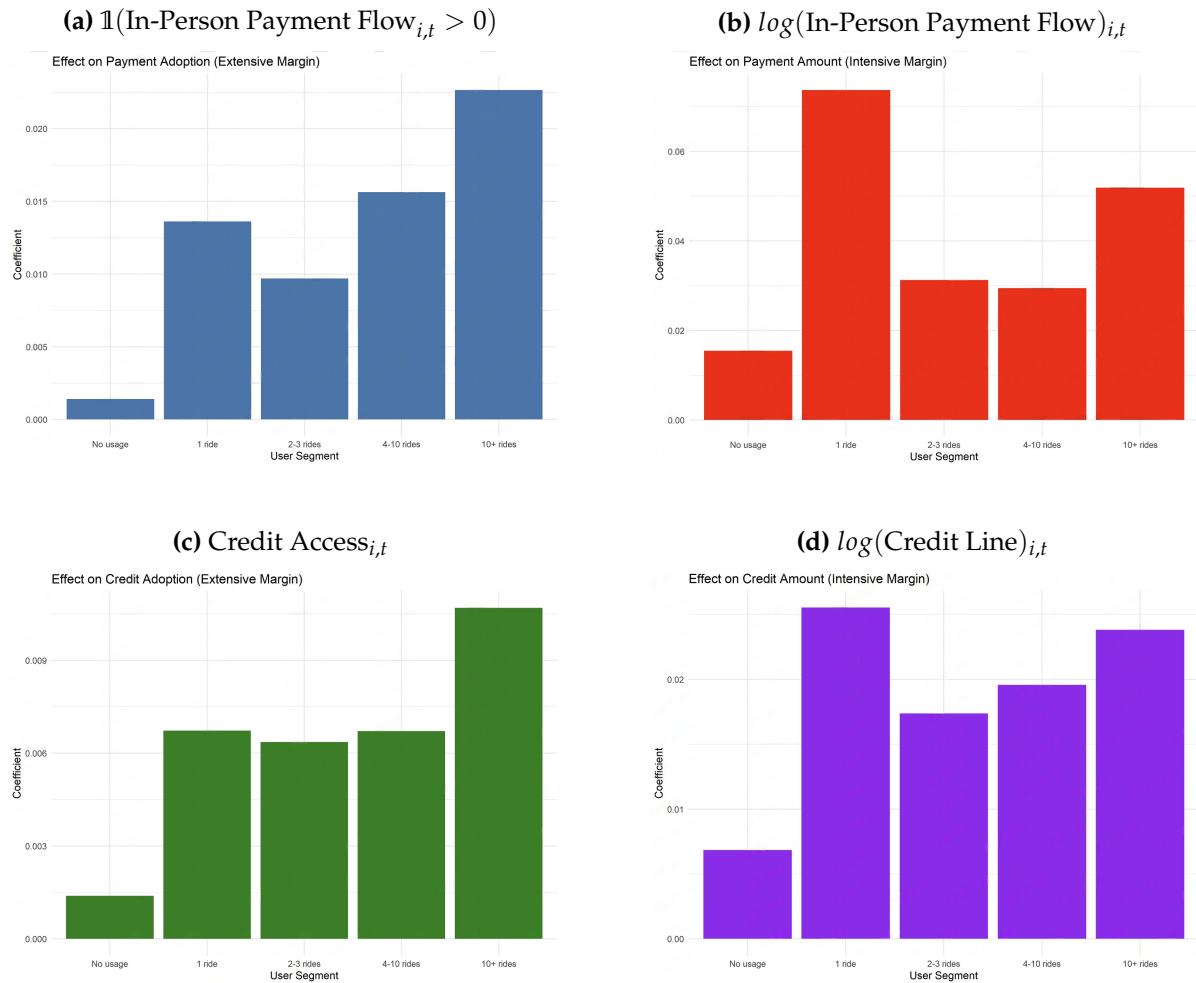 (a) 𝟙(In-Person Payment Flow_{i,t} > 0)
Effect on Payment Adoption (Extensive Margin)
Coefficient
0.020
0.015
0.010
0.005
0.000
No usage 1 ride 2-3 rides 4-10 rides 10+ rides
User Segment
(b) log(In-Person Payment Flow)_{i,t}
Effect on Payment Amount (Intensive Margin)
Coefficient
0.06
0.04
0.02
0.00
No usage 1 ride 2-3 rides 4-10 rides 10+ rides
User Segment
(c) Credit Access_{i,t}
Effect on Credit Adoption (Extensive Margin)
Coefficient
0.009
0.006
0.003
0.000
No usage 1 ride 2-3 rides 4-10 rides 10+ rides
User Segment
(d) log(Credit Line)_{i,t}
Effect on Credit Amount (Intensive Margin)
Coefficient
0.02
0.01
0.00
No usage 1 ride 2-3 rides 4-10 rides 10+ rides
User Segment